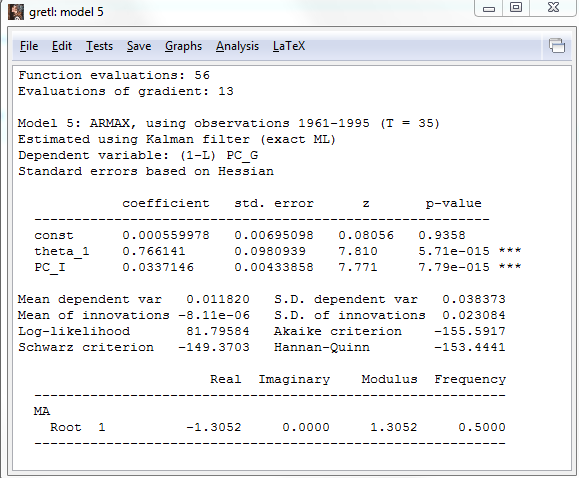 gretl: model 5
File Edit Tests Save Graphs Analysis LaTeX
Function evaluations: 56
Evaluations of gradient: 13
Model 5: ARMAX, using observations 1961-1995 (T = 35)
Estimated using Kalman filter (exact ML)
Dependent variable: (1-L) PC_G
Standard errors based on Hessian
coefficient std. error z p-value
const 0.000559978 0.00695098 0.08056 0.9358
theta_1 0.766141 0.0980939 7.810 5.71e-015 ***
PC_I 0.0337146 0.00433858 7.771 7.79e-015 ***
Mean dependent var 0.011820 S.D. dependent var 0.038373
Mean of innovations -8.11e-06 S.D. of innovations 0.023084
Log-likelihood 81.79584 Akaike criterion -155.5917
Schwarz criterion -149.3703 Hannan-Quinn -153.4441
Real Imaginary Modulus Frequency
MA
Root 1 -1.3052 0.0000 1.3052 0.5000